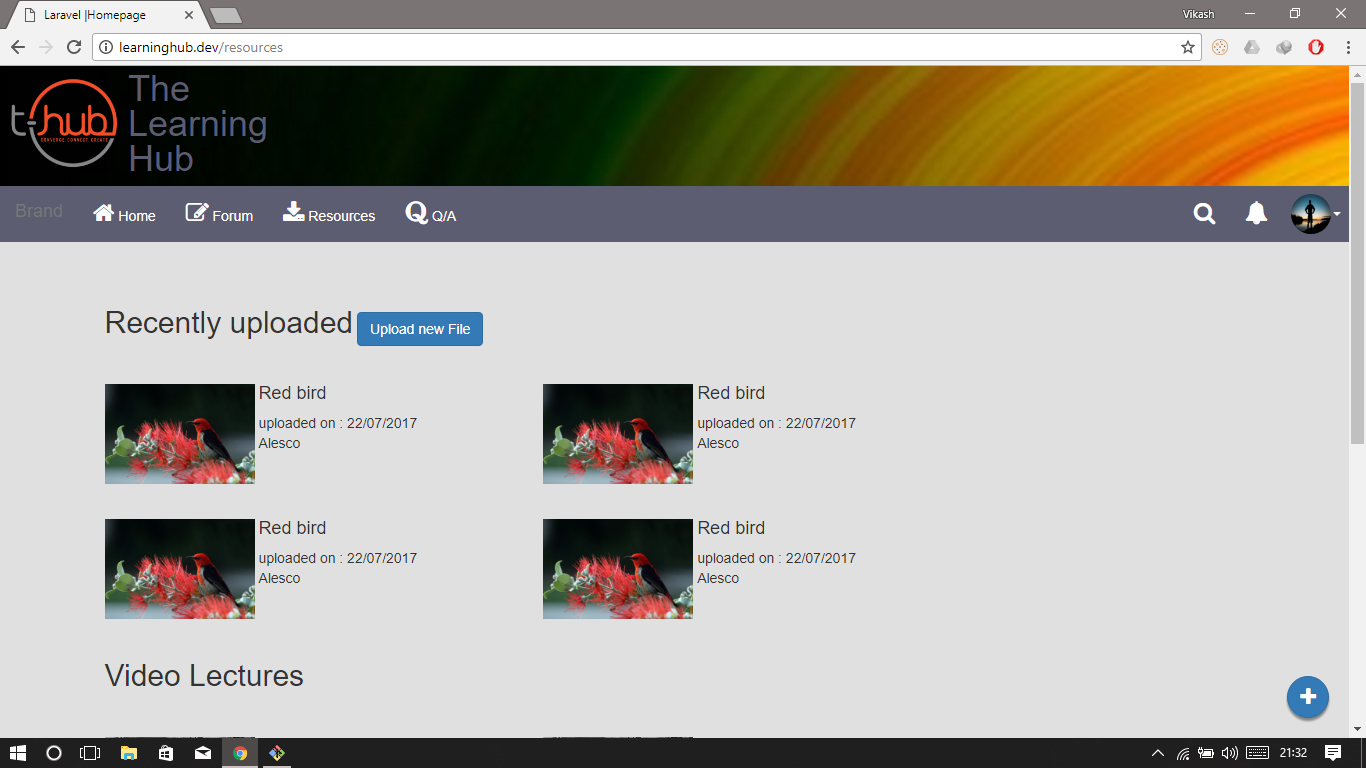 Laravel |Homepage
Vikash
learninghub.dev/resources
t-hub
CONVERGE CONNECT CREATE
The
Learning
Hub
Brand
Home
Forum
Resources
Q Q/A
Recently uploaded
Upload new File
Red bird
uploaded on : 22/07/2017
Alesco
Red bird
uploaded on : 22/07/2017
Alesco
Red bird
uploaded on : 22/07/2017
Alesco
Red bird
uploaded on : 22/07/2017
Alesco
Video Lectures
21:32